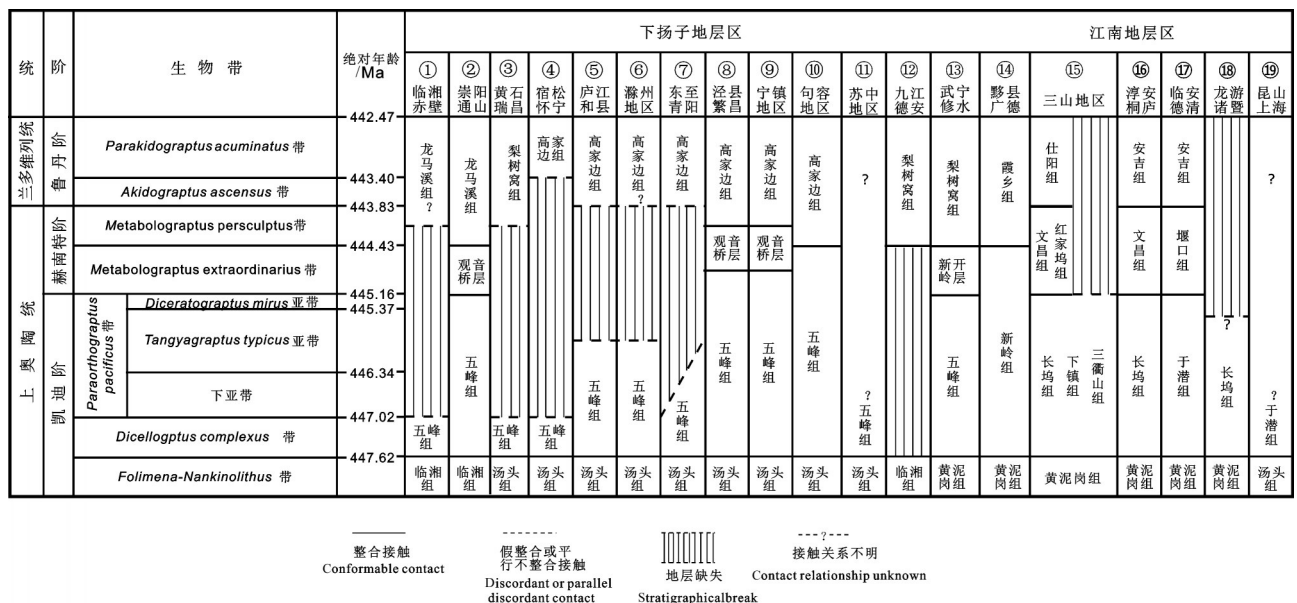 下扬子地层区
江南地层区
统
阶
生物带
绝对年龄
/Ma
①
临湘
赤壁
②
崇阳
通山
③
黄石
瑞昌
④
宿松
怀宁
⑤
庐江
和县
⑥
滁州
地区
⑦
东至
青阳
⑧
泾县
繁昌
⑨
宁镇
地区
⑩
句容
地区
⑪
苏中
地区
⑫
九江
德安
⑬
武宁
修水
⑭
黟县
广德
⑮
三山地区
⑯
淳安
桐庐
⑰
临安
德清
⑱
龙游
诸暨
⑲
昆山
上海
兰多维列统
鲁丹阶
上奥陶统
赫南特阶
凯迪阶
Parakidograptus acuminatus 带
Akidograptus ascensus 带
Metabolograptus persculptus带
Metabolograptus extraordinarius 带
Paraorthograptus
pacificus 带
Diceratograptus mirus 亚带
Tangyagraptus typicus 亚带
下亚带
Dicellogptus complexus 带
Folimena-Nankinolithus 带
442.47
443.40
443.83
444.43
445.16
445.37
446.34
447.02
447.62
龙马溪组
?
五峰
组
临湘
组
龙马溪组
观音
桥层
五峰组
临湘
组
梨树窝组
五峰
组
汤头
组
高家
边组
五峰
组
汤头
组
高家边组
五峰组
汤头
组
高家边组
?
五峰组
汤头
组
高家边组
五峰组
汤头
组
高家边组
观音
桥层
五峰组
汤头
组
高家边组
观音
桥层
五峰组
汤头
组
高家边组
五峰组
汤头
组
?
?
五峰组
汤头
组
梨树窝组
临湘
组
梨树窝组
新开
岭层
五峰组
黄泥
岗组
霞乡组
新岭组
黄泥
岗组
仕阳组
文昌组
红家坞组
长坞组
下镇组
三衢山组
黄泥岗组
安吉组
文昌组
长坞组
黄泥
岗组
安吉组
堰口组
于潜组
黄泥
岗组
?
长坞组
黄泥
岗组
?
?
于潜组
汤头
组
整合接触
Conformable contact
假整合或平
行不整合接触
Discordant or parallel
discordant contact
地层缺失
Stratigraphicalbreak
?
接触关系不明
Contact relationship unknown